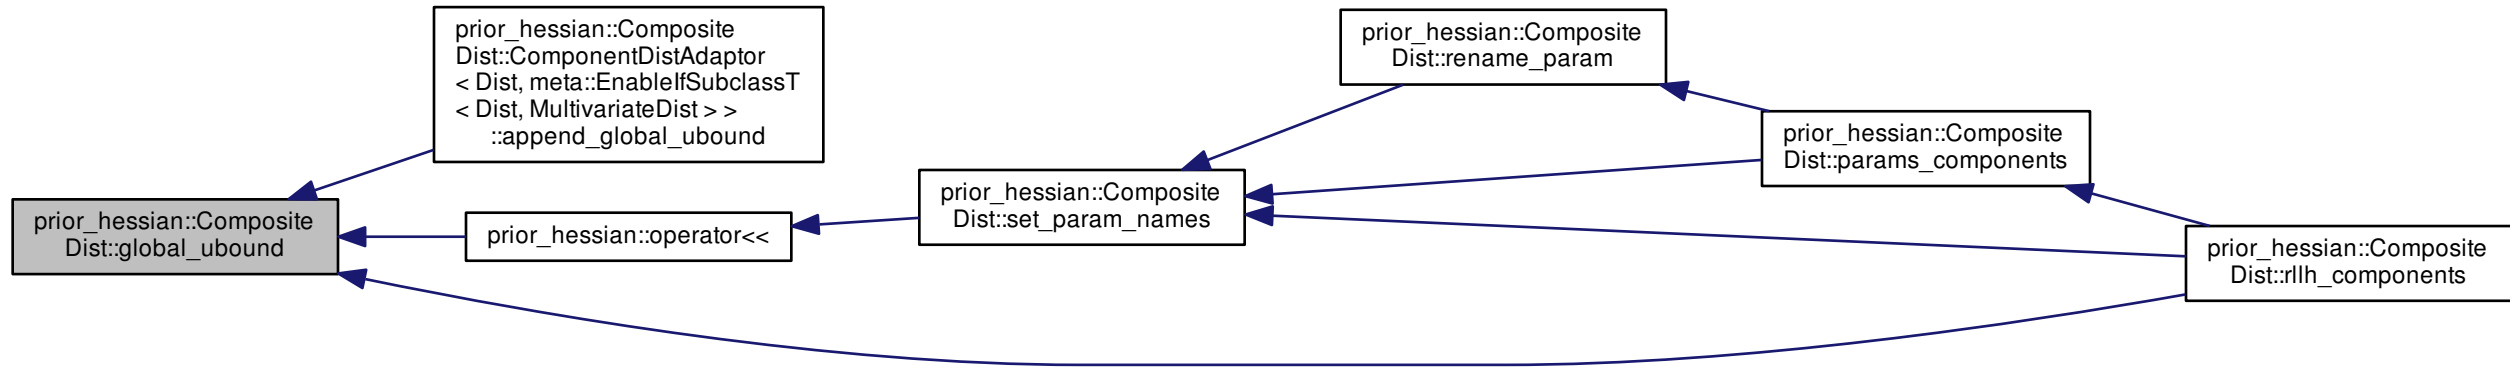 prior_hessian::Composite
Dist::global_ubound
prior_hessian::Composite
Dist::ComponentDistAdaptor
< Dist, meta::EnableIfSubclassT
< Dist, MultivariateDist > >
::append_global_ubound
prior_hessian::operator<<
prior_hessian::Composite
Dist::set_param_names
prior_hessian::Composite
Dist::rename_param
prior_hessian::Composite
Dist::params_components
prior_hessian::Composite
Dist::rllh_components